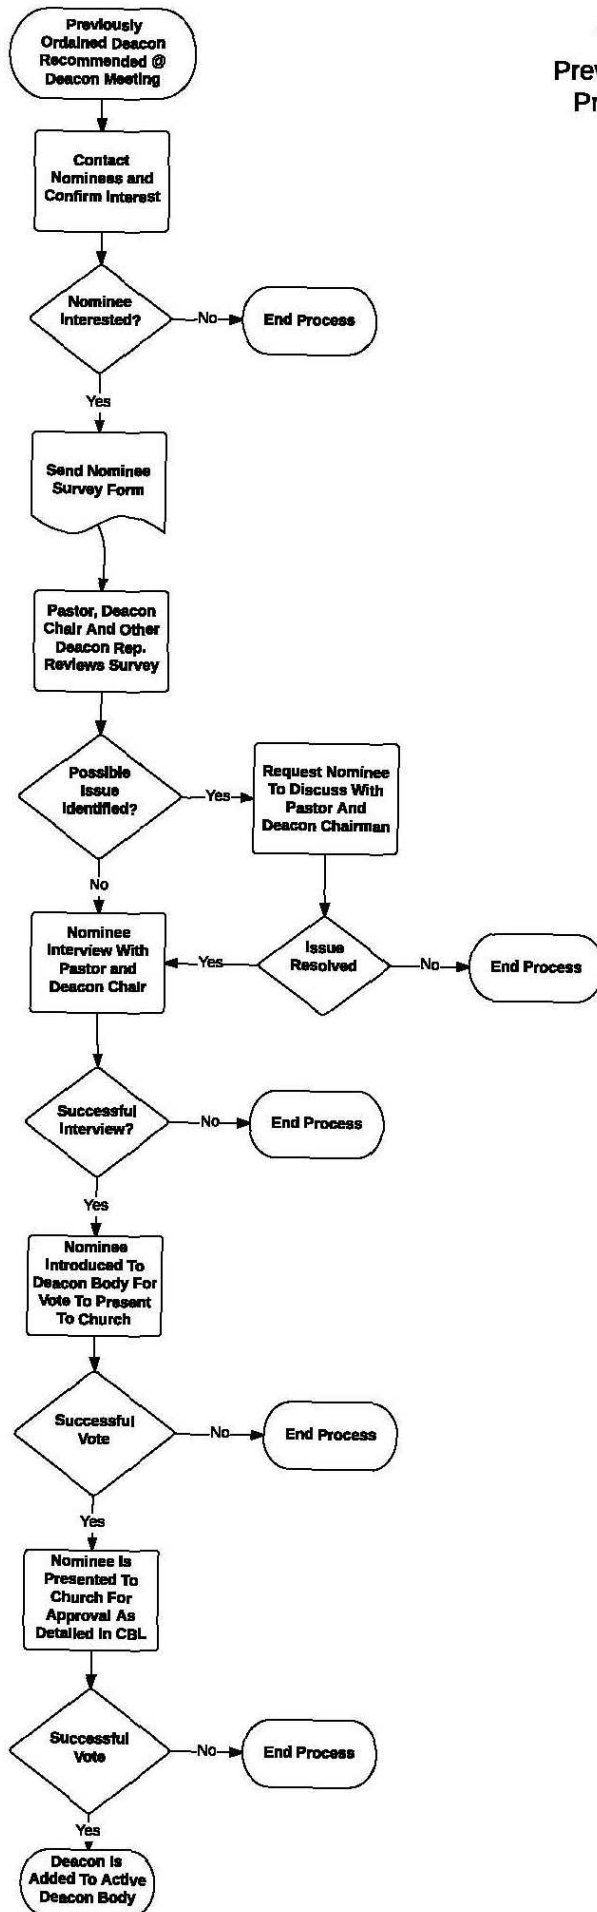 Previously
Ordained Deacon
Recommended @
Deacon Meeting
Contact
Nominees and
Confirm Interest
Nominee
Interested?
No
End Process
Yes
Send Nominee
Survey Form
Pastor, Deacon
Chair And Other
Deacon Rep.
Reviews Survey
Possible
Issue
Identified?
Yes
Request Nominee
To Discuss With
Pastor And
Deacon Chairman
No
Nominee
Interview With
Pastor and
Deacon Chair
Yes
Issue
Resolved
No
End Process
Successful
Interview?
No
End Process
Yes
Nominee
Introduced To
Deacon Body For
Vote To Present
To Church
Successful
Vote
No
End Process
Yes
Nominee Is
Presented To
Church For
Approval As
Detailed in CBL
Successful
Vote
No
End Process
Yes
Deacon Is
Added To Active
Deacon Body